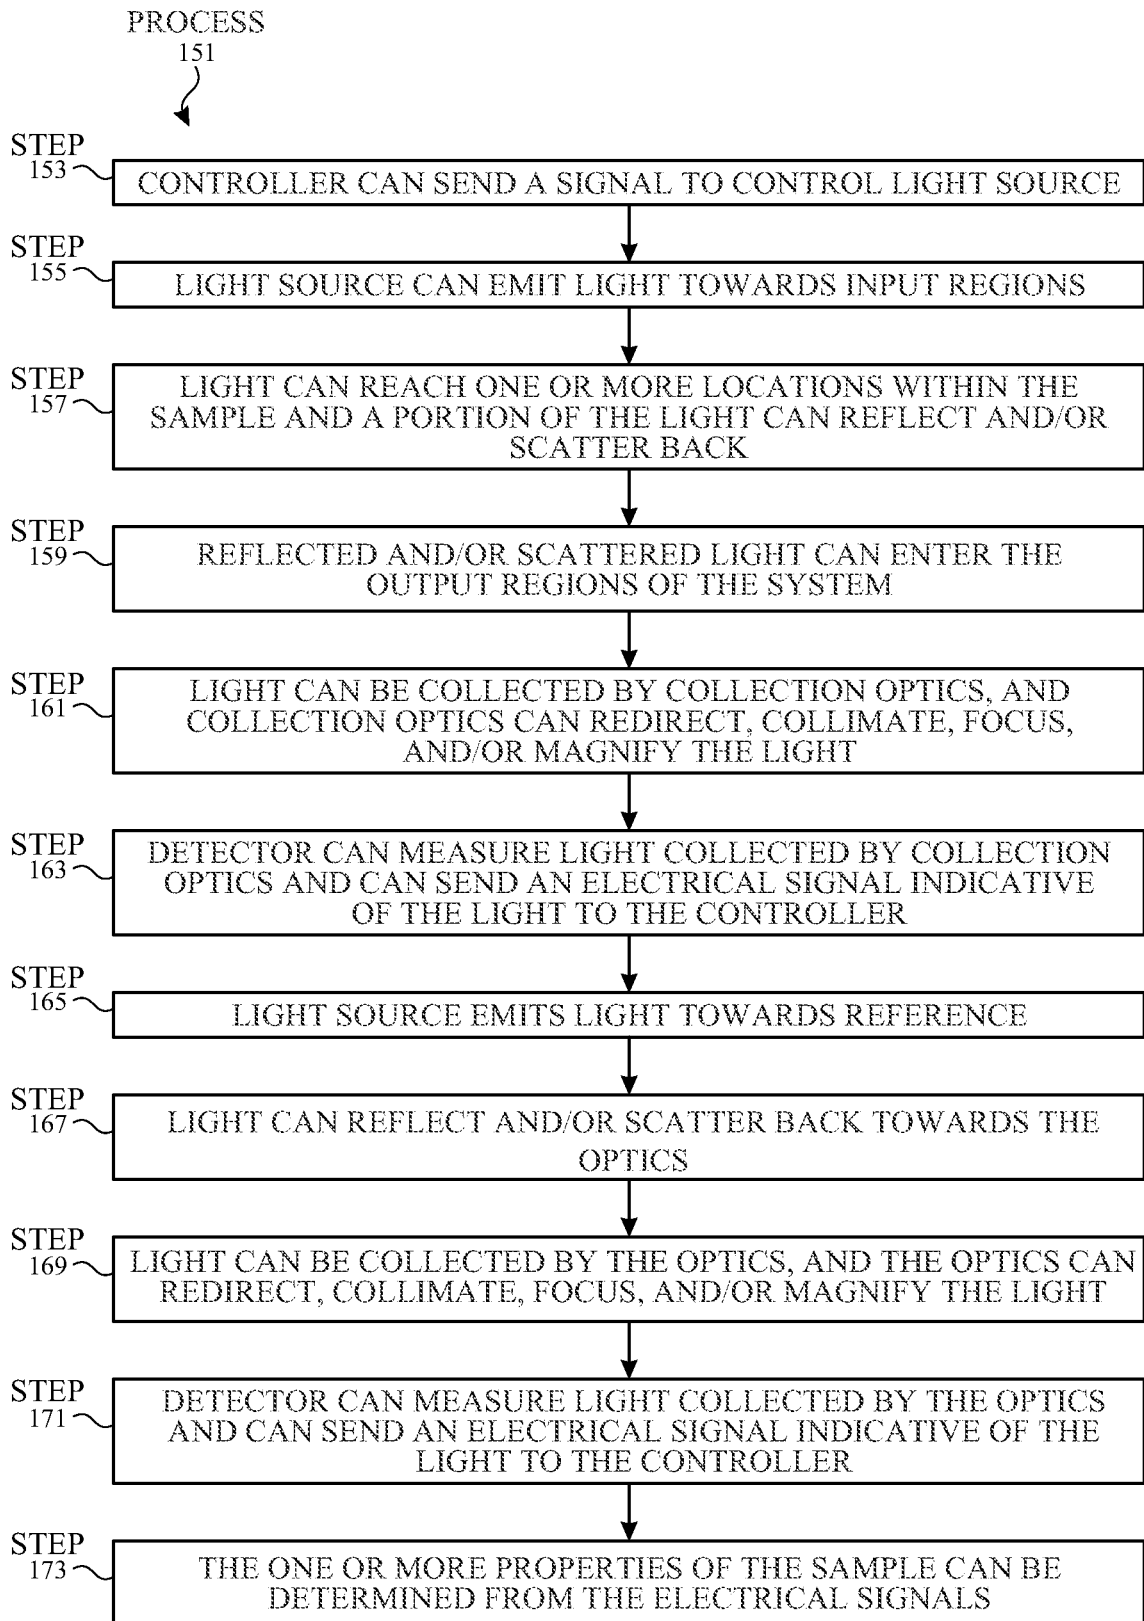 PROCESS
151
STEP
153
CONTROLLER CAN SEND A SIGNAL TO CONTROL LIGHT SOURCE
STEP
155
LIGHT SOURCE CAN EMIT LIGHT TOWARDS INPUT REGIONS
STEP
157
LIGHT CAN REACH ONE OR MORE LOCATIONS WITHIN THE
SAMPLE AND A PORTION OF THE LIGHT CAN REFLECT AND/OR
SCATTER BACK
STEP
159
REFLECTED AND/OR SCATTERED LIGHT CAN ENTER THE
OUTPUT REGIONS OF THE SYSTEM
STEP
161
LIGHT CAN BE COLLECTED BY COLLECTION OPTICS, AND
COLLECTION OPTICS CAN REDIRECT, COLLIMATE, FOCUS,
AND/OR MAGNIFY THE LIGHT
STEP
163
DETECTOR CAN MEASURE LIGHT COLLECTED BY COLLECTION
OPTICS AND CAN SEND AN ELECTRICAL SIGNAL INDICATIVE
OF THE LIGHT TO THE CONTROLLER
STEP
165
LIGHT SOURCE EMITS LIGHT TOWARDS REFERENCE
STEP
167
LIGHT CAN REFLECT AND/OR SCATTER BACK TOWARDS THE
OPTICS
STEP
169
LIGHT CAN BE COLLECTED BY THE OPTICS, AND THE OPTICS CAN
REDIRECT, COLLIMATE, FOCUS, AND/OR MAGNIFY THE LIGHT
STEP
171
DETECTOR CAN MEASURE LIGHT COLLECTED BY THE OPTICS
AND CAN SEND AN ELECTRICAL SIGNAL INDICATIVE OF THE
LIGHT TO THE CONTROLLER
STEP
173
THE ONE OR MORE PROPERTIES OF THE SAMPLE CAN BE
DETERMINED FROM THE ELECTRICAL SIGNALS